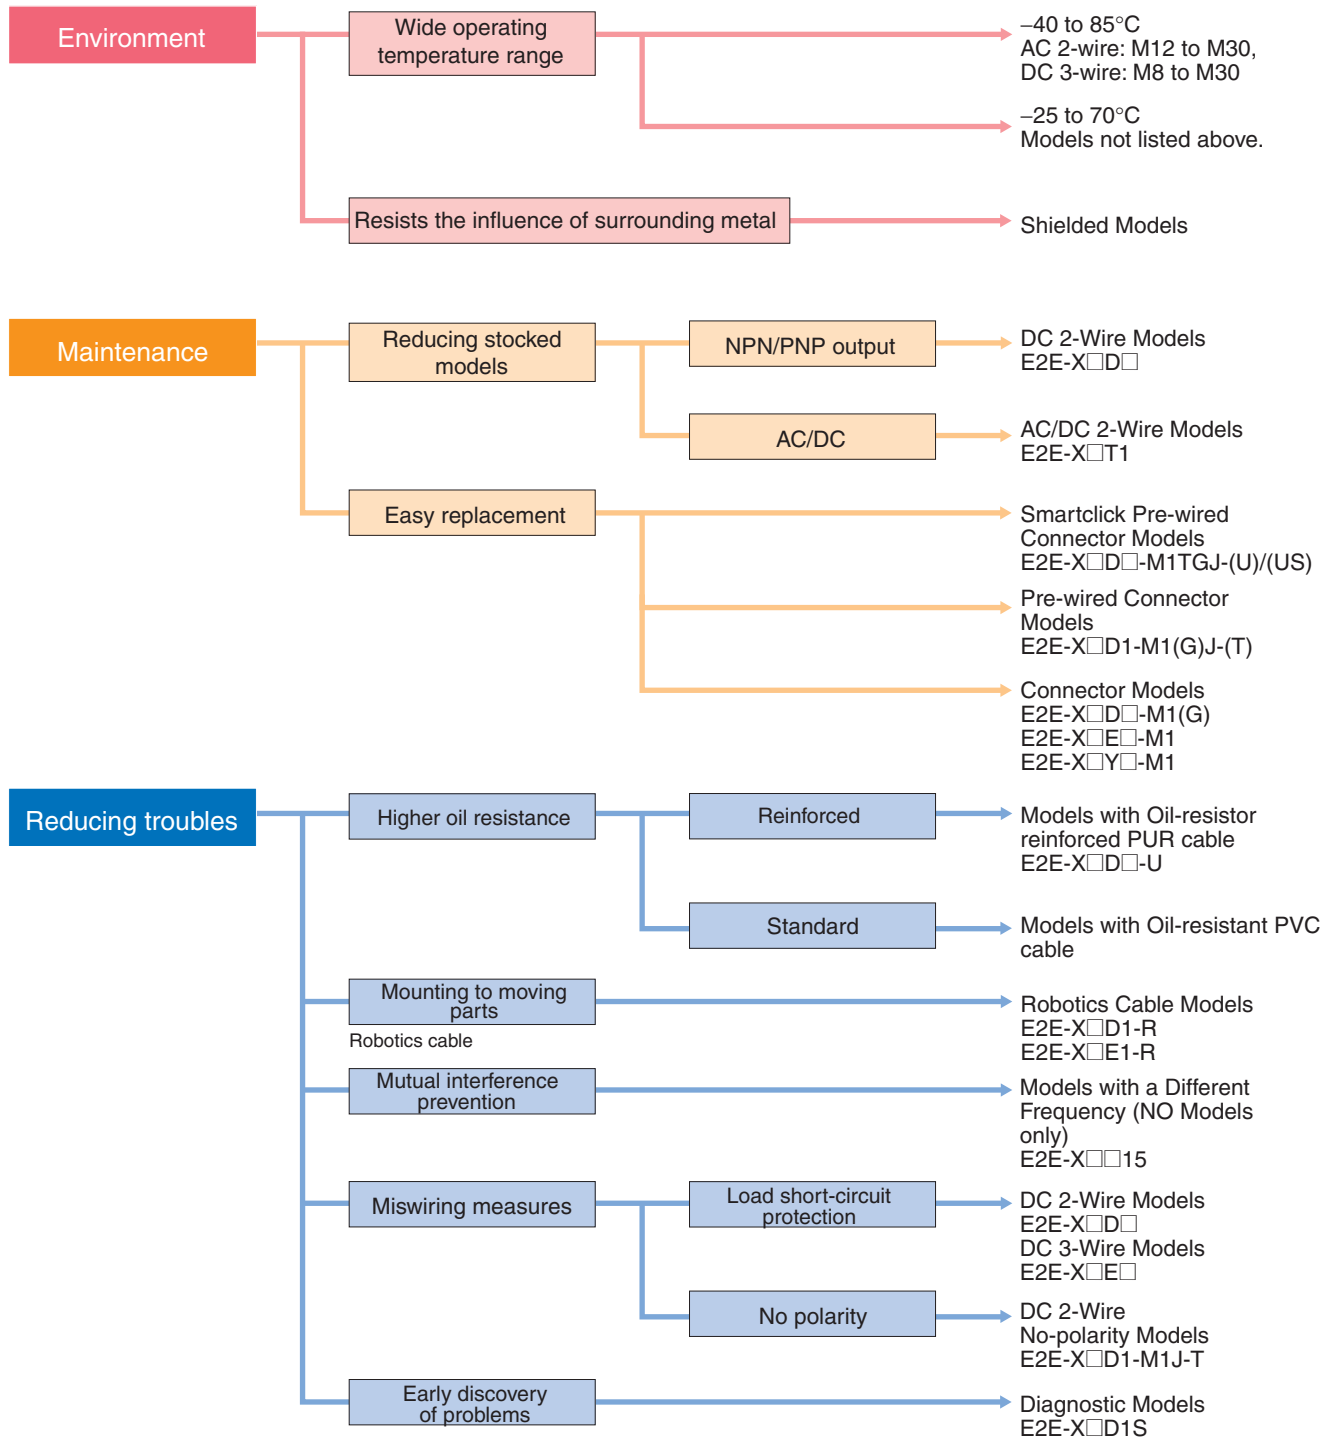 Environment
Wide operating
temperature range
–40 to 85°C
AC 2-wire: M12 to M30,
DC 3-wire: M8 to M30
–25 to 70°C
Models not listed above.
Resists the influence of surrounding metal
Shielded Models
Maintenance
Reducing stocked
models
NPN/PNP output
DC 2-Wire Models
E2E-X□D□
AC/DC
AC/DC 2-Wire Models
E2E-X□T1
Easy replacement
Smartclick Pre-wired
Connector Models
E2E-X□D□-M1TGJ-(U)/(US)
Pre-wired Connector
Models
E2E-X□D1-M1(G)J-(T)
Connector Models
E2E-X□D□-M1(G)
E2E-X□E□-M1
E2E-X□Y□-M1
Reducing troubles
Higher oil resistance
Reinforced
Models with Oil-resistor
reinforced PUR cable
E2E-X□D□-U
Standard
Models with Oil-resistant PVC
cable
Mounting to moving
parts
Robotics cable
Robotics Cable Models
E2E-X□D1-R
E2E-X□E1-R
Mutual interference
prevention
Models with a Different
Frequency (NO Models
only)
E2E-X□□15
Miswiring measures
Load short-circuit
protection
DC 2-Wire Models
E2E-X□D□
DC 3-Wire Models
E2E-X□E□
No polarity
DC 2-Wire
No-polarity Models
E2E-X□D1-M1J-T
Early discovery
of problems
Diagnostic Models
E2E-X□D1S